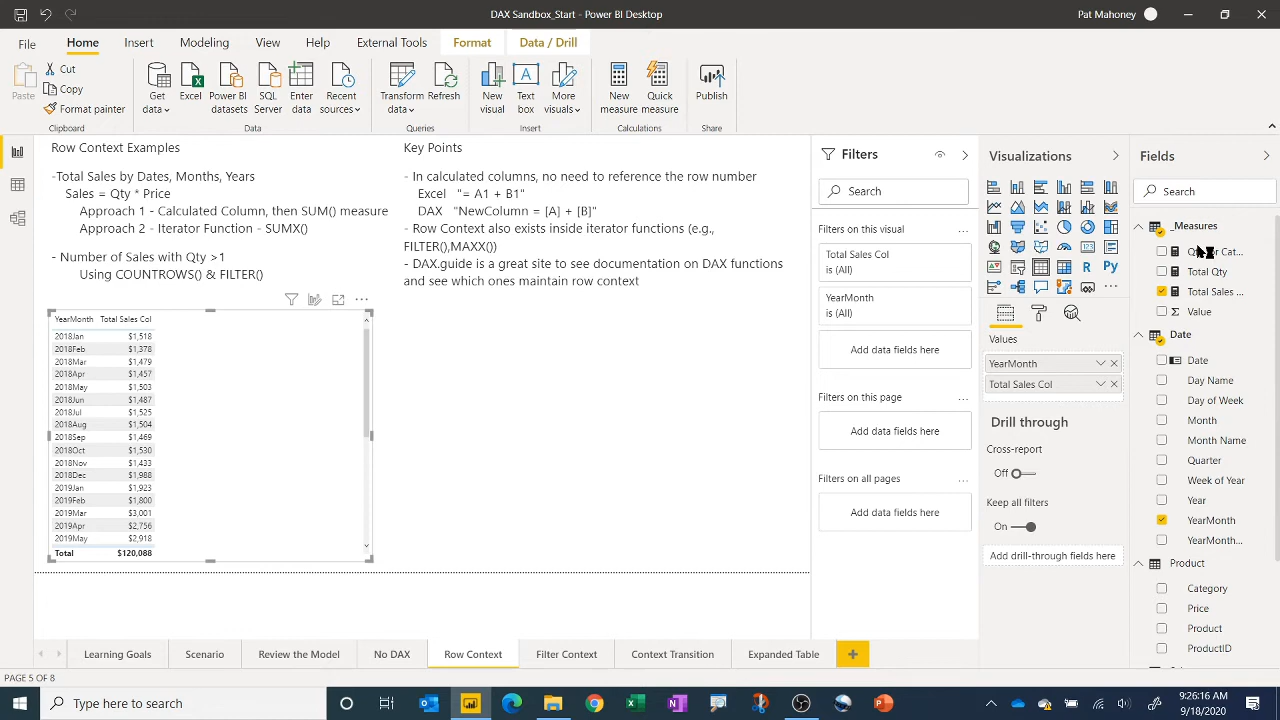 DAX Sandbox_Start - Power BI Desktop
Pat Mahoney
File Home Insert Modeling View Help External Tools Format Data / Drill
Paste
Cut
Copy
Format painter
Clipboard
Get data
Excel
Power BI datasets
SQL Server
Enter data
Recent sources
Data
Transform data
Refresh
Queries
New visual
Text box
More visuals
Insert
New measure
Quick measure
Calculations
Publish
Share
Row Context Examples
-Total Sales by Dates, Months, Years
Sales = Qty * Price
Approach 1 - Calculated Column, then SUM() measure
Approach 2 - Iterator Function - SUMX()
- Number of Sales with Qty >1
Using COUNTROWS() & FILTER()
Key Points
- In calculated columns, no need to reference the row number
Excel "= A1 + B1"
DAX "NewColumn = [A] + [B]"
- Row Context also exists inside iterator functions (e.g.,
FILTER(),MAXX())
- DAX.guide is a great site to see documentation on DAX functions
and see which ones maintain row context
YearMonth Total Sales Col
2018Jan $1,518
2018Feb $1,378
2018Mar $1,479
2018Apr $1,457
2018May $1,503
2018Jun $1,487
2018Jul $1,525
2018Aug $1,504
2018Sep $1,469
2018Oct $1,530
2018Nov $1,433
2018Dec $1,988
2019Jan $1,923
2019Feb $1,800
2019Mar $3,001
2019Apr $2,756
2019May $2,918
Total $120,088
Filters
Search
Filters on this visual ...
Total Sales Col
is (All)
YearMonth
is (All)
Add data fields here
Filters on this page ...
Add data fields here
Filters on all pages ...
Add data fields here
Visualizations
R Py
...
Values
YearMonth
Total Sales Col
Drill through
Cross-report
Off
Keep all filters
On
Add drill-through fields here
Fields
Search
_Measures
Cat...
Total Qty
Total Sales ...
Value
Date
Date
Day Name
Day of Week
Month
Month Name
Quarter
Week of Year
Year
YearMonth
YearMonth...
Product
Category
Price
Product
ProductID
Learning Goals Scenario Review the Model No DAX Row Context Filter Context Context Transition Expanded Table
PAGE 5 OF 8
Type here to search
9:26:16 AM
9/18/2020